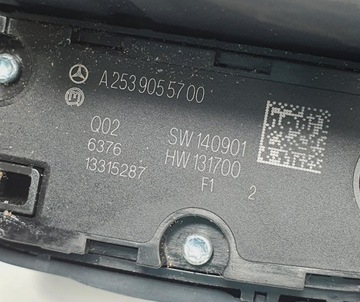 A 253 905 57 00
Q02 SW 140901
6376 HW 131700
13315287 F1 2